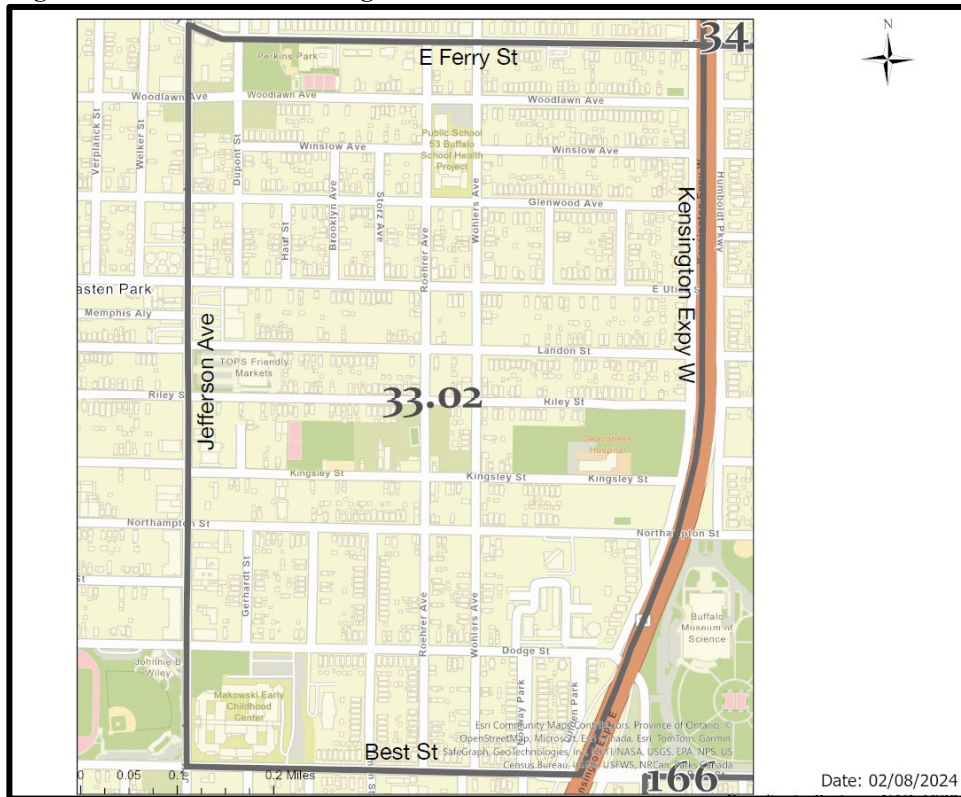 N
34
E Ferry St
Perkins Park
Woodlawn Ave
Woodlawn Ave
Woodlawn Ave
Verplanck St
Welker St
Dupont St
Public School
53 Buffalo
School Health
Project
Winslow Ave
Winslow Ave
Humboldt Pkwy
Glenwood Ave
Brooklyn Ave
Storz Ave
Hauf St
Roehrer Ave
Wohlers Ave
Kensington Expy W
E Utica S
asten Park
Memphis Aly
Jefferson Ave
Landon St
TOPS Friendly
Markets
33.02
Riley S
Riley St
Deaconess
Hospital
Kingsley St
Kingsley St
Kingsley St
Northampton St
Northampton St
St
Gerhardt St
Roehrer Ave
Wohlers Ave
Buffalo
Museum of
Science
Dodge St
Johnnie B
Wiley
Makowski Early
Childhood
Center
Best St
0 0.05 0.1 0.2 Miles
166
Date: 02/08/2024